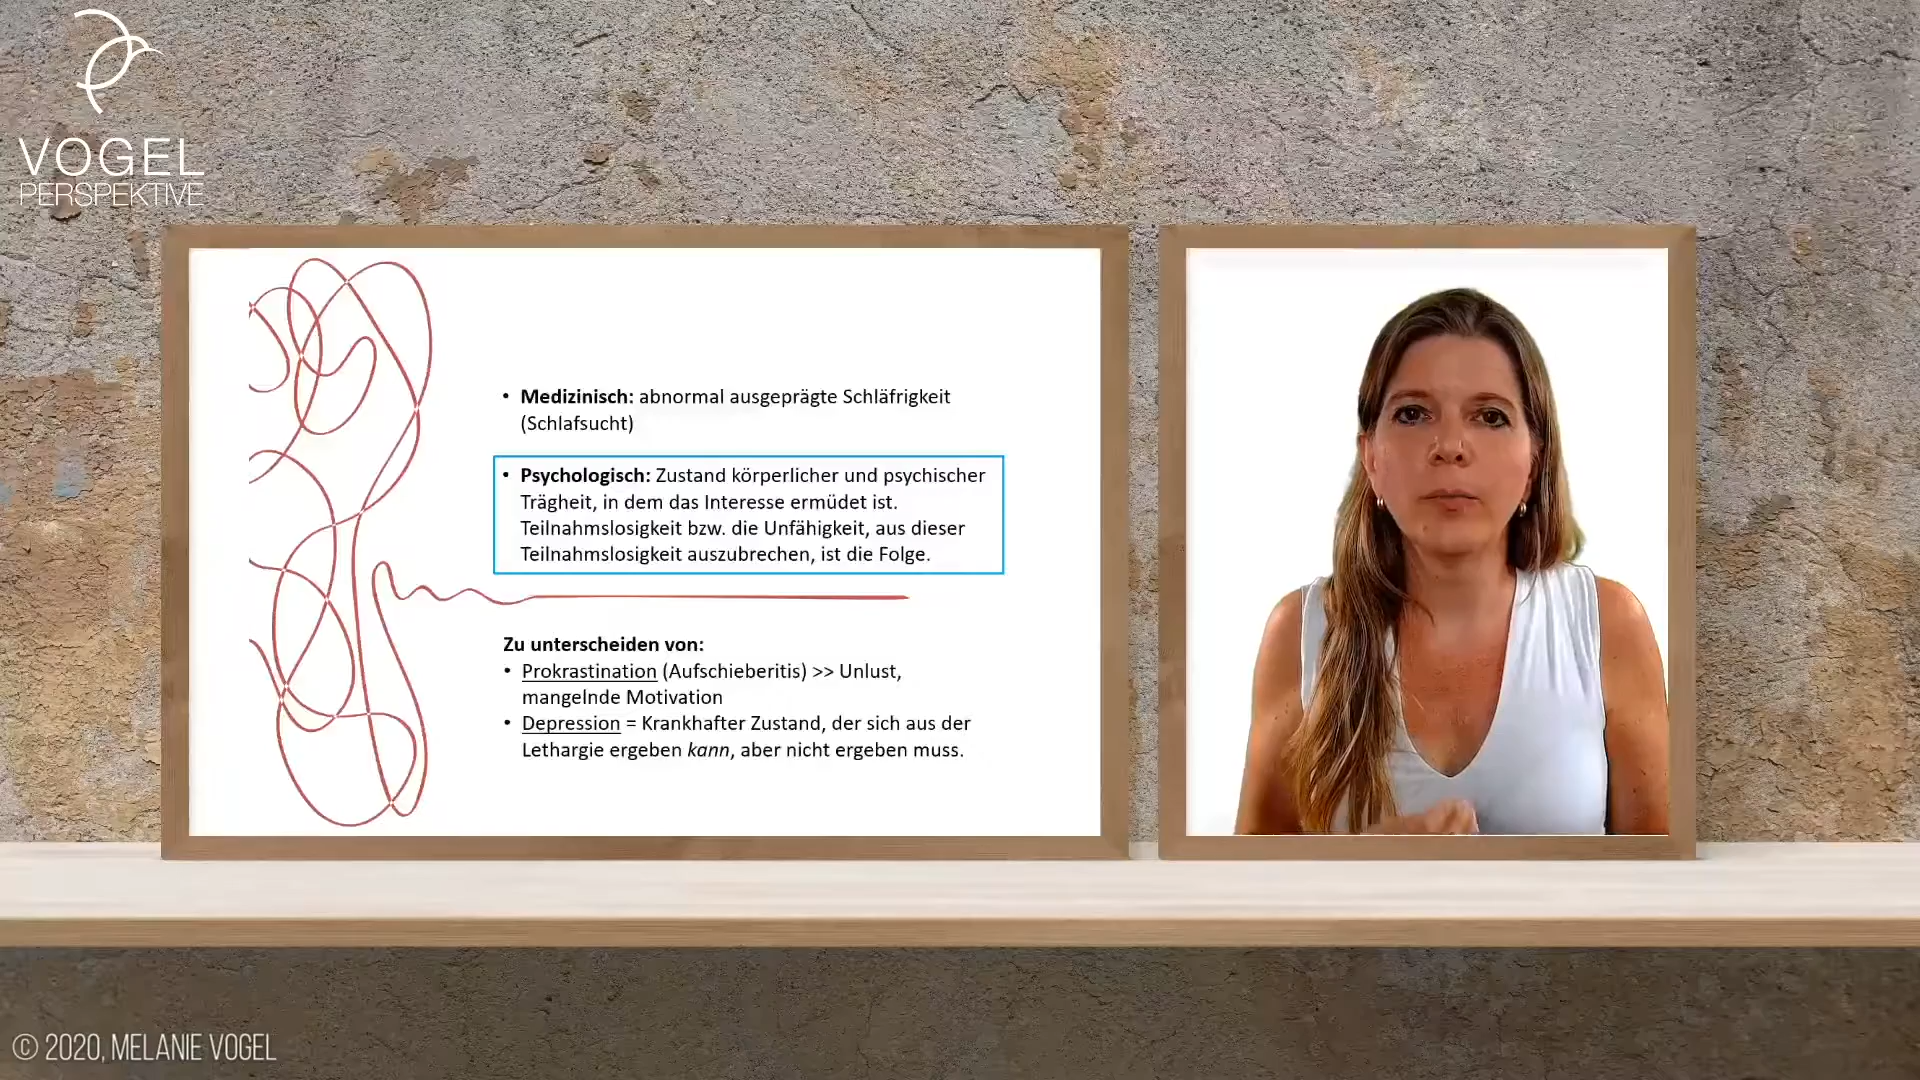 VOGEL
PERSPEKTIVE
• Medizinisch: abnormal ausgeprägte Schläfrigkeit
(Schlafsucht)
• Psychologisch: Zustand körperlicher und psychischer
Trägheit, in dem das Interesse ermüdet ist.
Teilnahmslosigkeit bzw. die Unfähigkeit, aus dieser
Teilnahmslosigkeit auszubrechen, ist die Folge.
Zu unterscheiden von:
• Prokrastination (Aufschieberitis) >> Unlust,
mangelnde Motivation
• Depression = Krankhafter Zustand, der sich aus der
Lethargie ergeben kann, aber nicht ergeben muss.
© 2020, MELANIE VOGEL